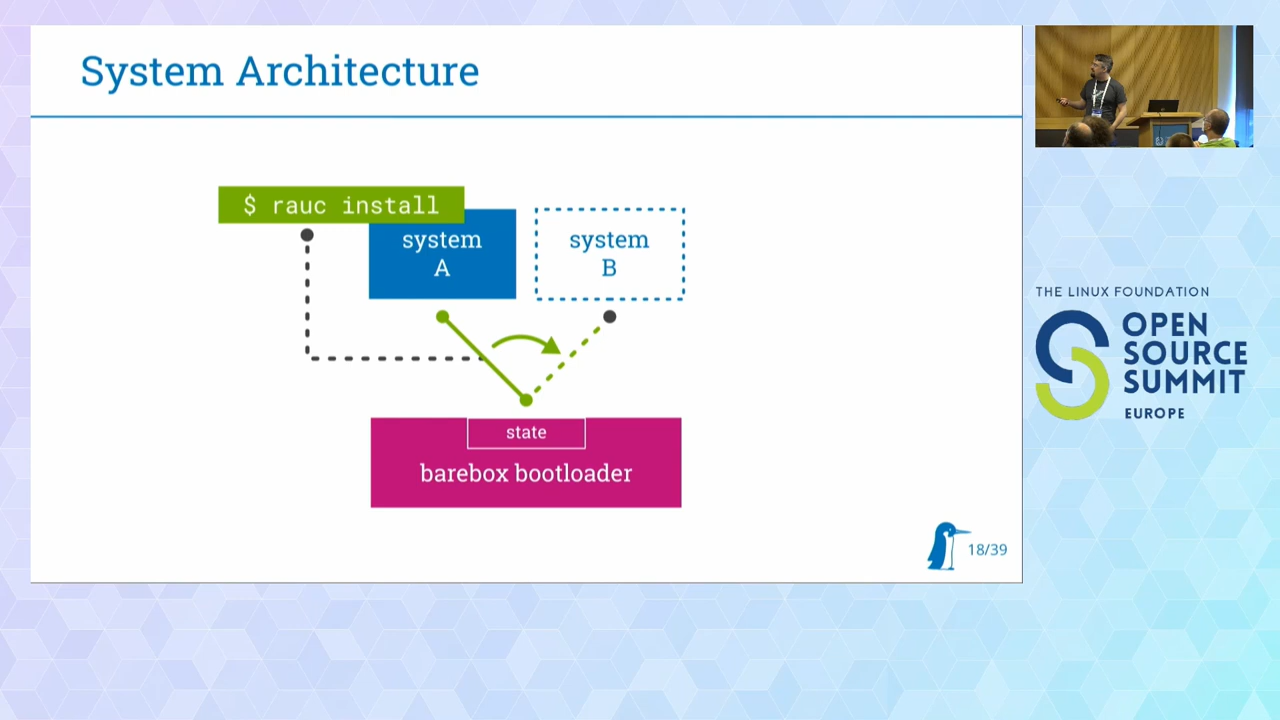 System Architecture
$ rauc install
system
A
system
B
state
barebox bootloader
18/39
THE LINUX FOUNDATION
OPEN
SOURCE
SUMMIT
EUROPE